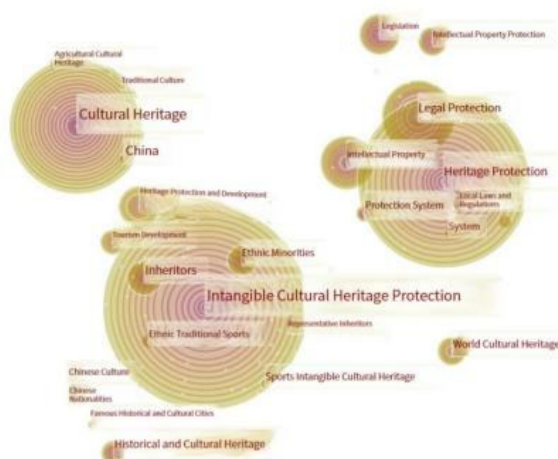 Agricultural Cultural
Heritage
Traditional Culture
Cultural Heritage
China
Legislation
Intellectual Property Protection
Legal Protection
Intellectual Property
Heritage Protection
Local Laws and
Regulations
Protection System
System
Heritage Protection and Development
Tourism Development
Ethnic Minorities
Inheritors
Intangible Cultural Heritage Protection
Representative Inheritors
Ethnic Traditional Sports
World Cultural Heritage
Chinese Culture
Sports Intangible Cultural Heritage
Chinese
Nationalities
Famous Historical and Cultural Cities
Historical and Cultural Heritage